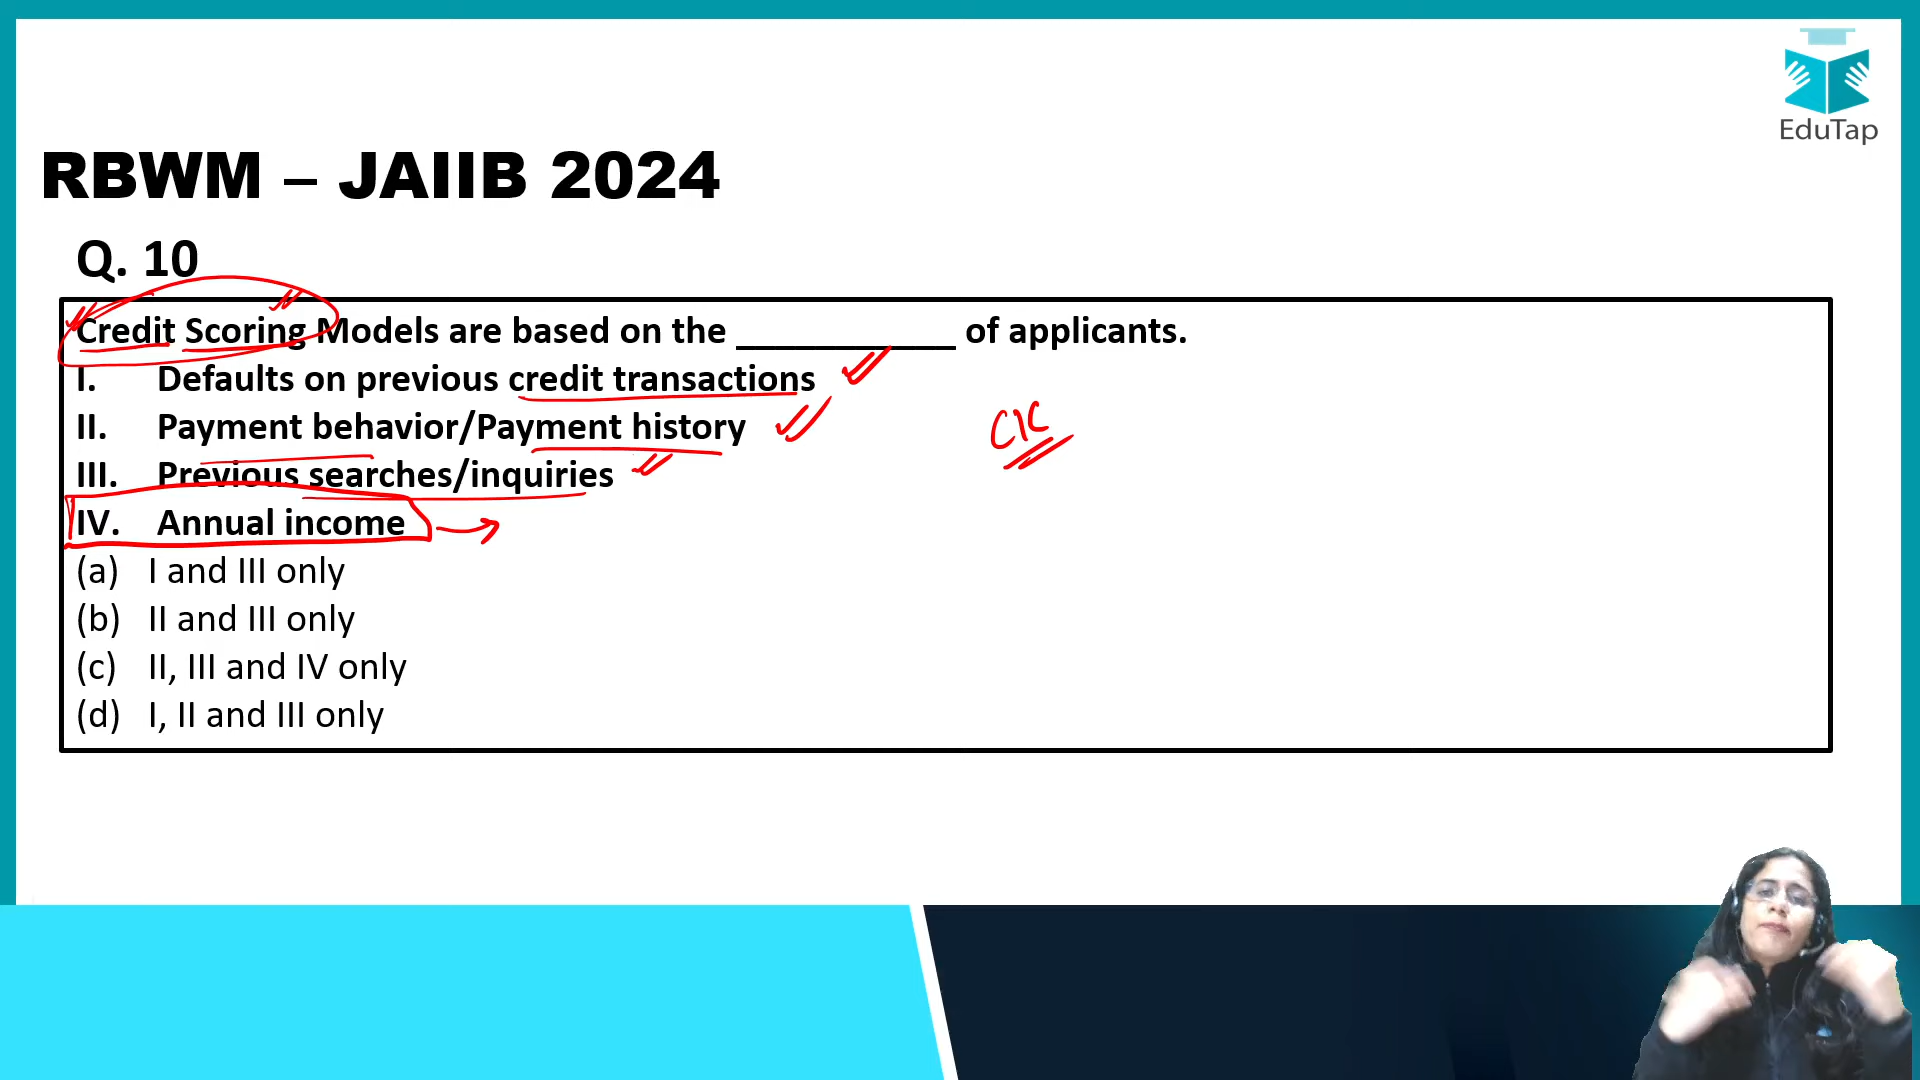 EduTap
RBWM – JAIIB 2024
Q. 10
Credit Scoring Models are based on the ___________ of applicants.
I. Defaults on previous credit transactions
II. Payment behavior/Payment history
III. Previous searches/inquiries
IV. Annual income
(a) I and III only
(b) II and III only
(c) II, III and IV only
(d) I, II and III only
CIC